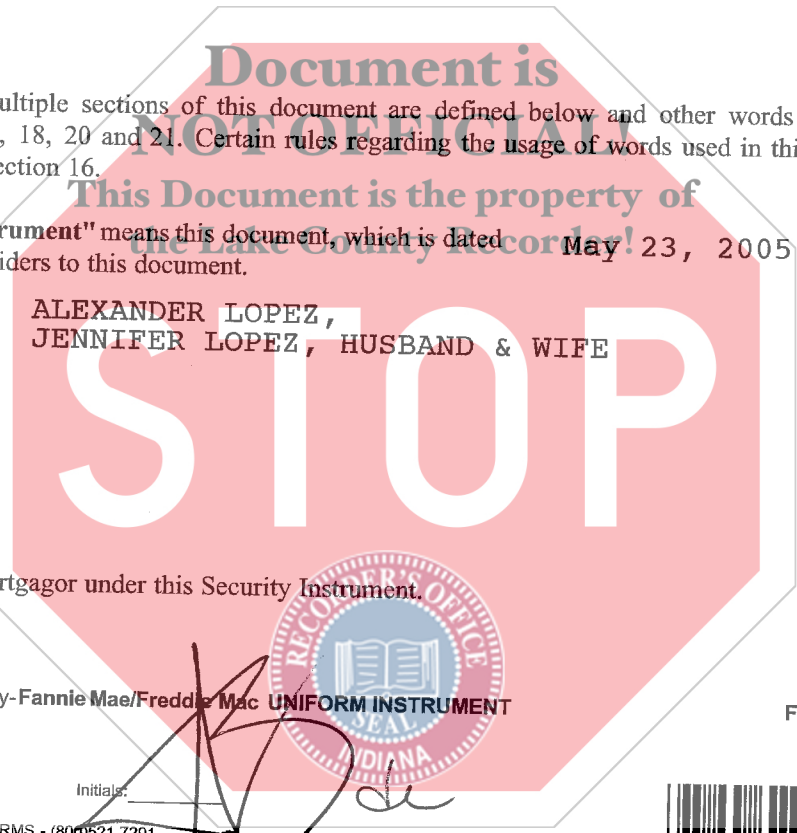 Document is
ultiple sections of this document are defined below and other words
, 18, 20 and 21. Certain rules regarding the usage of words used in thi
NOT OFFICIAL!
ection 16.
This Document is the property of
rument" means this document, which is dated May 23, 2005
the Lake County Recorder!
iders to this document.
ALEXANDER LOPEZ,
JENNIFER LOPEZ, HUSBAND & WIFE
STOP
rtgagor under this Security Instrument.
RECORDER'S OFFICE
SEAL
INDIANA
y-Fannie Mae/Freddie Mac UNIFORM INSTRUMENT
F
Initials:
RMS - (800)521-7291